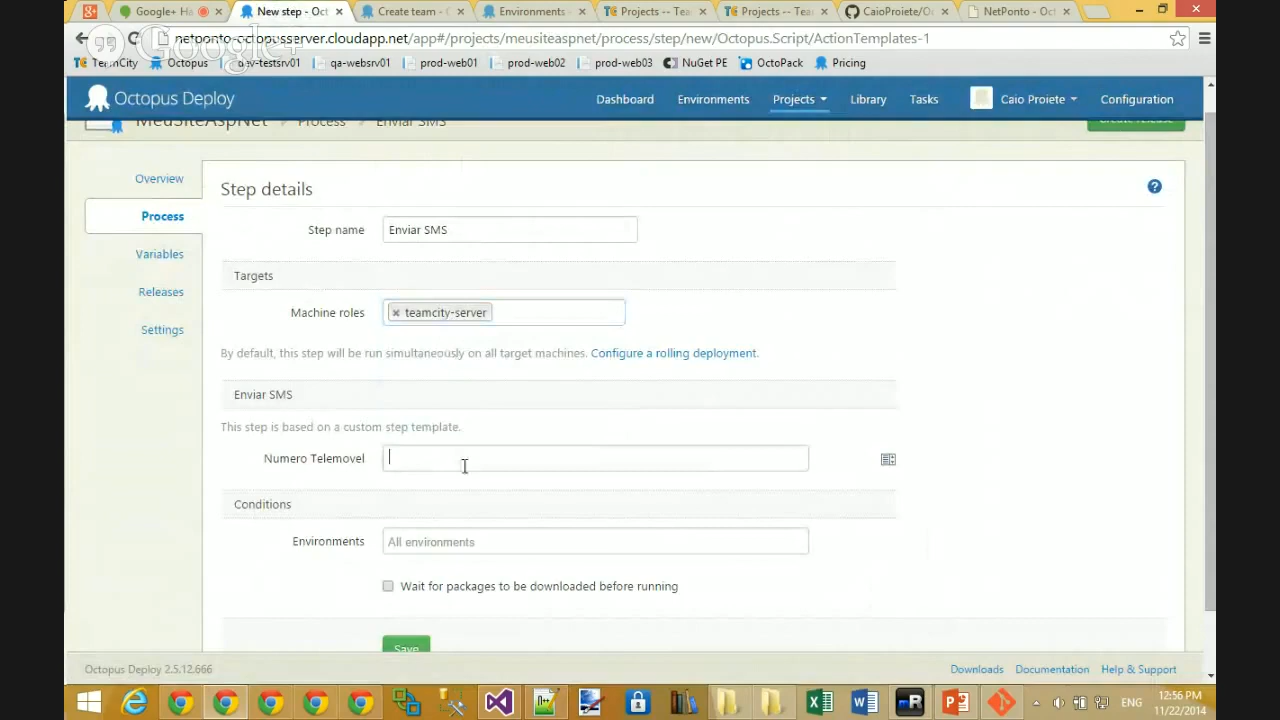 Google+ Ha
New step - Oct
Create team - O
Environments -
Projects -- Tea
Projects -- Tea
CaioProiete/Oc
NetPonto - Oct
Google+
netponto-octopusserver.cloudapp.net/app#/projects/meusiteaspnet/process/step/new/Octopus.Script/ActionTemplates-1
TeamCity
Octopus
dev-testsrv01
qa-websrv01
prod-web01
prod-web02
prod-web03
NuGet PE
OctoPack
Pricing
Octopus Deploy
Dashboard
Environments
Projects
Library
Tasks
Caio Proiete
Configuration
MeuSiteAspNet
Process
Enviar SMS
Create release
Overview
Process
Variables
Releases
Settings
Step details
Step name
Enviar SMS
Targets
Machine roles
teamcity-server
By default, this step will be run simultaneously on all target machines. Configure a rolling deployment.
Enviar SMS
This step is based on a custom step template.
Numero Telemovel
Conditions
Environments
All environments
Wait for packages to be downloaded before running
Save
Octopus Deploy 2.5.12.666
Downloads
Documentation
Help & Support
ENG
12:56 PM
11/22/2014